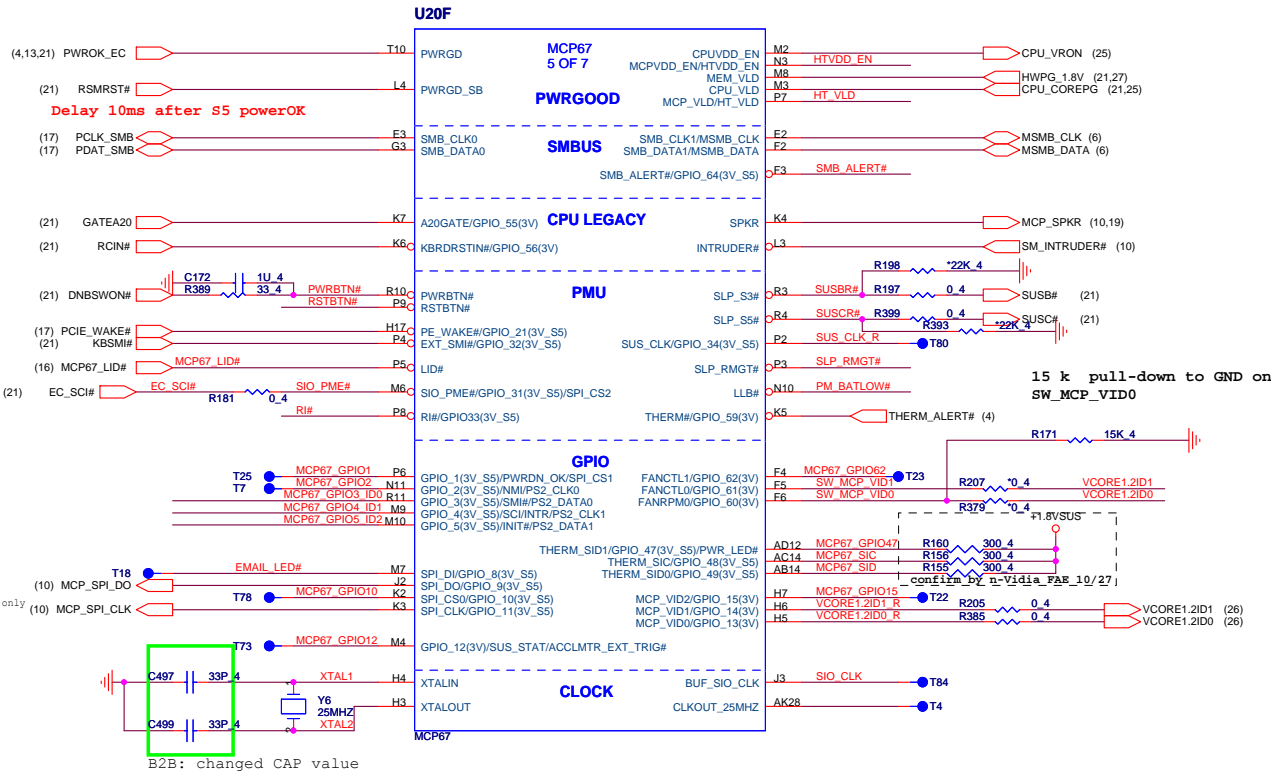 U20F
MCP67
5 OF 7
(4,13,21) PWROK_EC T10 PWRGD
CPUVDD_EN M2 CPU_VRON (25)
MCPVDD_EN/HTVDD_EN N3 HTVDD_EN
MEM_VLD M8 HWPG_1.8V (21,27)
(21) RSMRST# L4 PWRGD_SB
CPU_VLD M3 CPU_COREPG (21,25)
PWRGOOD
MCP_VLD/HT_VLD P7 HT_VLD
Delay 10ms after S5 powerOK
(17) PCLK_SMB E3 SMB_CLK0
SMBUS
SMB_CLK1/MSMB_CLK E2 MSMB_CLK (6)
(17) PDAT_SMB G3 SMB_DATA0
SMB_DATA1/MSMB_DATA F2 MSMB_DATA (6)
SMB_ALERT#/GPIO_64(3V_S5) F3 SMB_ALERT#
(21) GATEA20 K7 A20GATE/GPIO_55(3V)
CPU LEGACY
SPKR K4 MCP_SPKR (10,19)
(21) RCIN# K6 KBRDRSTIN#/GPIO_56(3V)
INTRUDER# L3 SM_INTRUDER# (10)
C172 1U_4
R198 *22K_4
(21) DNBSWON# R389 33_4 PWRBTN# R10 PWRBTN#
PMU
SLP_S3# R3 SUSBR# R197 0_4 SUSB# (21)
RSTBTN# P9 RSTBTN#
SLP_S5# R4 SUSCR# R399 0_4 SUSC# (21)
R393 *22K_4
(17) PCIE_WAKE# H17 PE_WAKE#/GPIO_21(3V_S5)
(21) KBSMI# P4 EXT_SMI#/GPIO_32(3V_S5)
SUS_CLK/GPIO_34(3V_S5) P2 SUS_CLK_R T80
(16) MCP67_LID# MCP67_LID# P5 LID#
SLP_RMGT# P3 SLP_RMGT#
(21) EC_SCI# EC_SCI# R181 0_4 SIO_PME# M6 SIO_PME#/GPIO_31(3V_S5)/SPI_CS2
LLB# N10 PM_BATLOW#
15 k pull-down to GND on
SW_MCP_VID0
RI# P8 RI#/GPIO33(3V_S5)
THERM#/GPIO_59(3V) K5 THERM_ALERT# (4)
R171 15K_4
GPIO
T25 MCP67_GPIO1 P6 GPIO_1(3V_S5)/PWRDN_OK/SPI_CS1
FANCTL1/GPIO_62(3V) F4 MCP67_GPIO62 T23
T7 MCP67_GPIO2 N11 GPIO_2(3V_S5)/NMI/PS2_CLK0
FANCTL0/GPIO_61(3V) F5 SW_MCP_VID1 R207 *0_4 VCORE1.2ID1
MCP67_GPIO3_ID0 R11 GPIO_3(3V_S5)/SMI#/PS2_DATA0
FANRPM0/GPIO_60(3V) F6 SW_MCP_VID0 R379 *0_4 VCORE1.2ID0
MCP67_GPIO4_ID1 M9 GPIO_4(3V_S5)/SCI/INTR/PS2_CLK1
MCP67_GPIO5_ID2 M10 GPIO_5(3V_S5)/INIT#/PS2_DATA1
+1.8VSUS
THERM_SID1/GPIO_47(3V_S5)/PWR_LED# AD12 MCP67_GPIO47 R160 300_4
THERM_SIC/GPIO_48(3V_S5) AC14 MCP67_SIC R156 300_4
THERM_SID0/GPIO_49(3V_S5) AB14 MCP67_SID R155 300_4
confirm by n-Vidia_FAE_10/27
T18 EMAIL_LED# M7 SPI_DI/GPIO_8(3V_S5)
(10) MCP_SPI_DO J2 SPI_DO/GPIO_9(3V_S5)
T78 MCP67_GPIO10 K2 SPI_CS0/GPIO_10(3V_S5)
MCP_VID2/GPIO_15(3V) H7 MCP67_GPIO15 T22
only (10) MCP_SPI_CLK K3 SPI_CLK/GPIO_11(3V_S5)
MCP_VID1/GPIO_14(3V) H6 VCORE1.2ID1_R R205 0_4 VCORE1.2ID1 (26)
MCP_VID0/GPIO_13(3V) H5 VCORE1.2ID0_R R385 0_4 VCORE1.2ID0 (26)
T73 MCP67_GPIO12 M4 GPIO_12(3V)/SUS_STAT/ACCLMTR_EXT_TRIG#
C497 33P_4 XTAL1 H4 XTALIN
CLOCK
BUF_SIO_CLK J3 SIO_CLK T84
1
Y6
25MHZ
2
C499 33P_4 XTAL2 H3 XTALOUT
CLKOUT_25MHZ AK28 T4
MCP67
B2B: changed CAP value